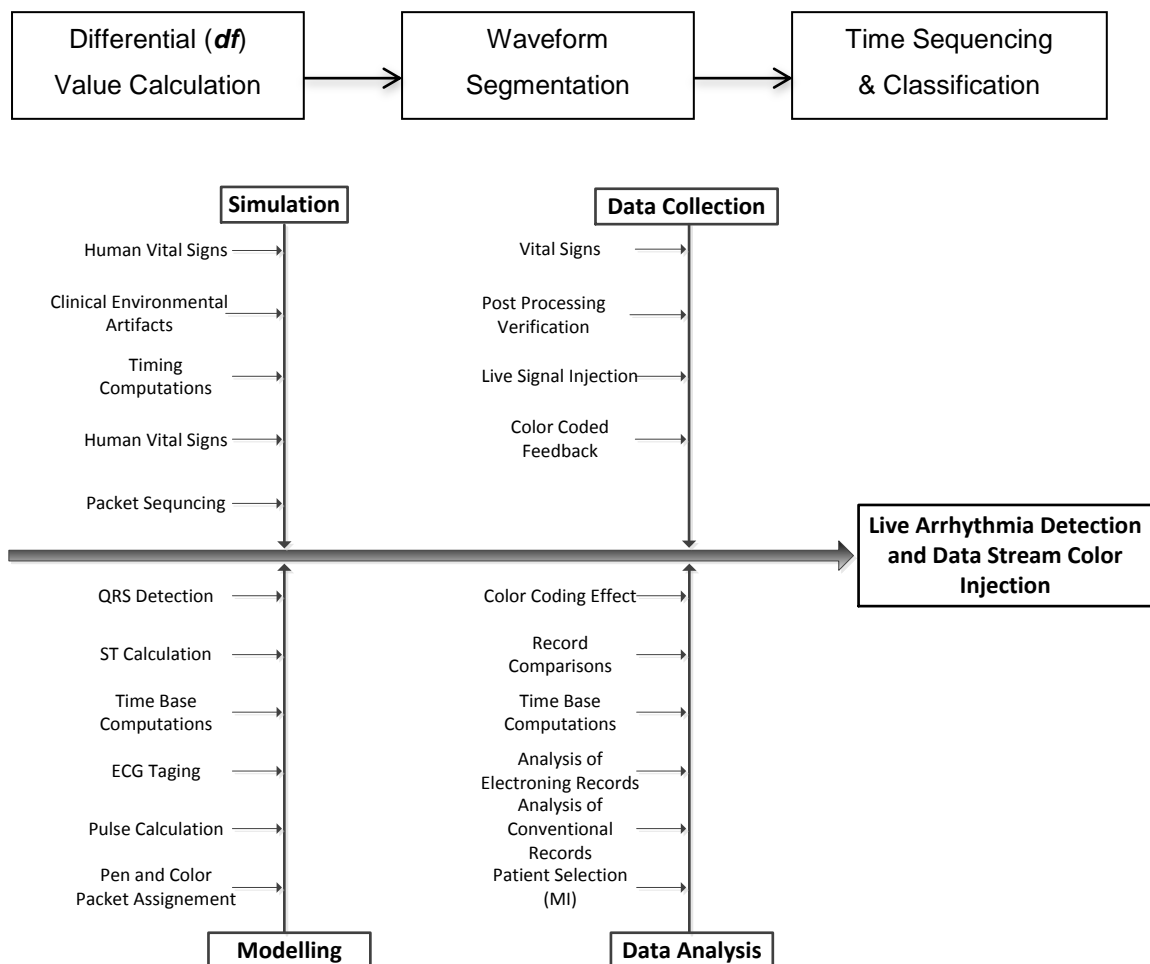 Differential (df)
Value Calculation
Waveform
Segmentation
Time Sequencing
& Classification
Simulation
Human Vital Signs
Clinical Environmental
Artifacts
Timing
Computations
Human Vital Signs
Packet Sequncing
Data Collection
Vital Signs
Post Processing
Verification
Live Signal Injection
Color Coded
Feedback
Live Arrhythmia Detection
and Data Stream Color
Injection
QRS Detection
ST Calculation
Time Base
Computations
ECG Taging
Pulse Calculation
Pen and Color
Packet Assignement
Modelling
Color Coding Effect
Record
Comparisons
Time Base
Computations
Analysis of
Electroning Records
Analysis of
Conventional
Records
Patient Selection
(MI)
Data Analysis